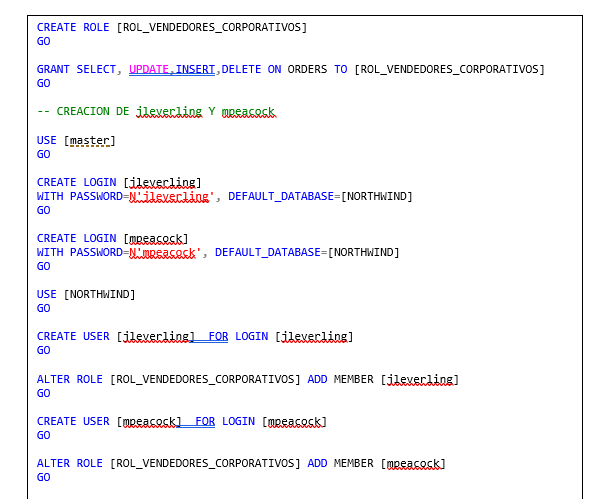 CREATE ROLE [ROL_VENDEDORES_CORPORATIVOS]
GO
GRANT SELECT, UPDATE,INSERT,DELETE ON ORDERS TO [ROL_VENDEDORES_CORPORATIVOS]
GO
-- CREACION DE jleverling Y mpeacock
USE [master]
GO
CREATE LOGIN [jleverling]
WITH PASSWORD=N'jleverling', DEFAULT_DATABASE=[NORTHWIND]
GO
CREATE LOGIN [mpeacock]
WITH PASSWORD=N'mpeacock', DEFAULT_DATABASE=[NORTHWIND]
GO
USE [NORTHWIND]
GO
CREATE USER [jleverling]  FOR LOGIN [jleverling]
GO
ALTER ROLE [ROL_VENDEDORES_CORPORATIVOS] ADD MEMBER [jleverling]
GO
CREATE USER [mpeacock]  FOR LOGIN [mpeacock]
GO
ALTER ROLE [ROL_VENDEDORES_CORPORATIVOS] ADD MEMBER [mpeacock]
GO